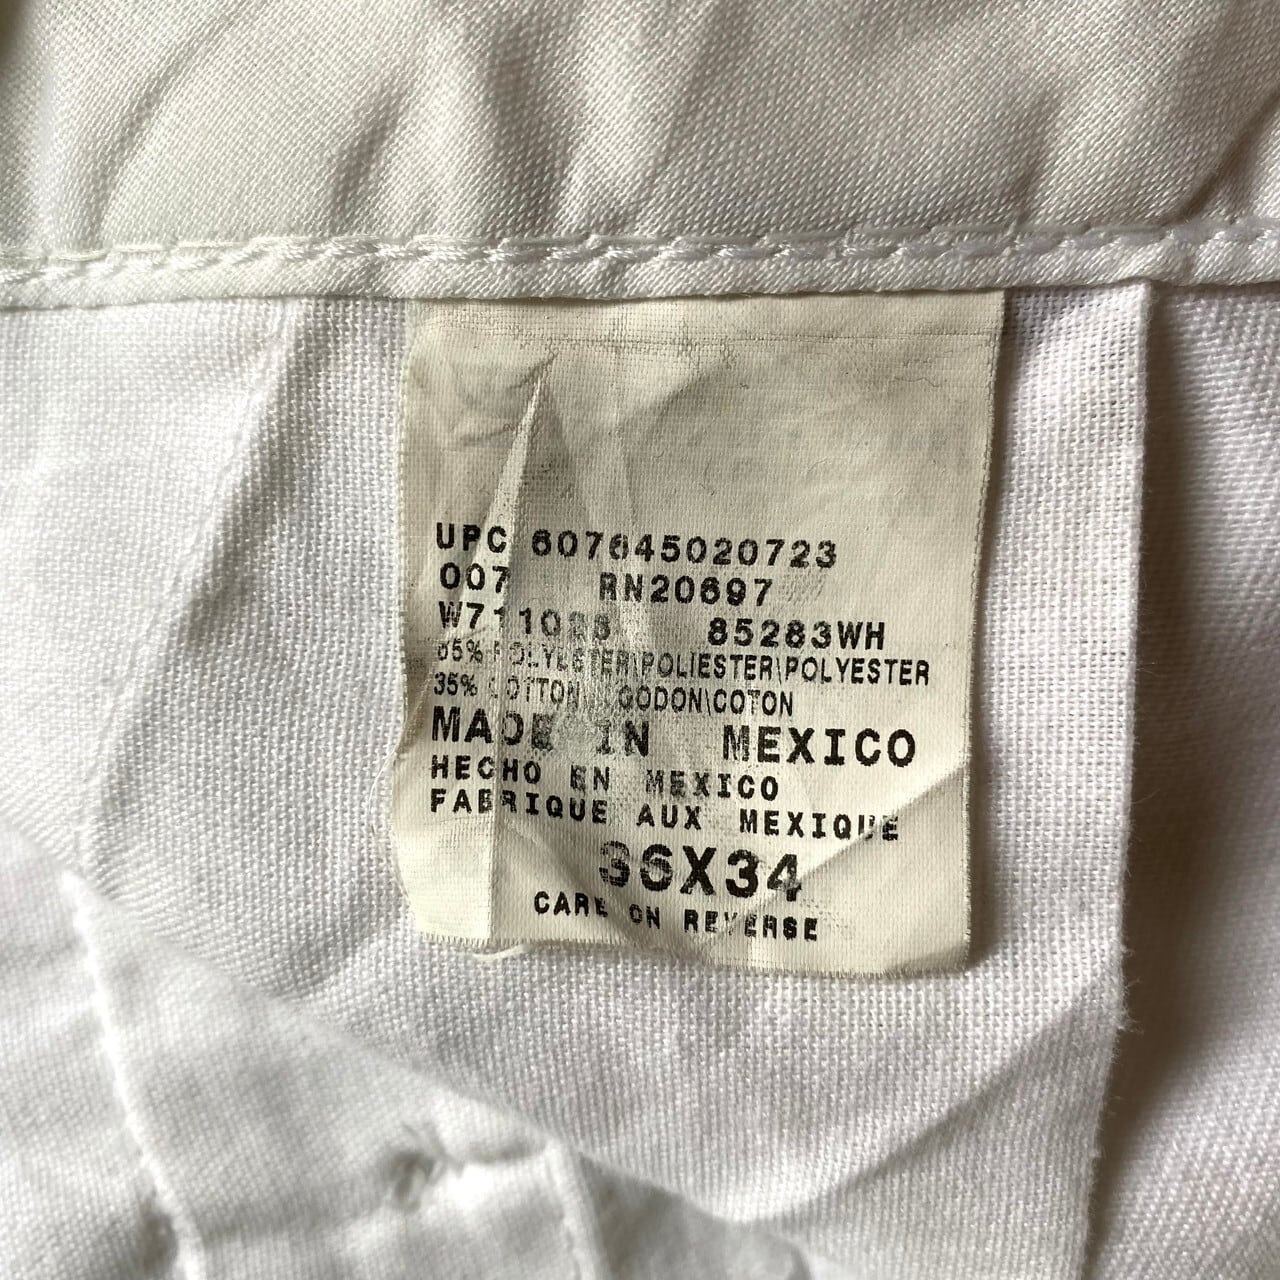 UPC 607645020723
007 RN20697
85283WH
65% POLYESTER\POLIESTER\POLYESTER
35% COTTON\ALGODON\COTON
MADE IN MEXICO
HECHO EN MEXICO
FABRIQUE AUX MEXIQUE
36X34
CARE ON REVERSE